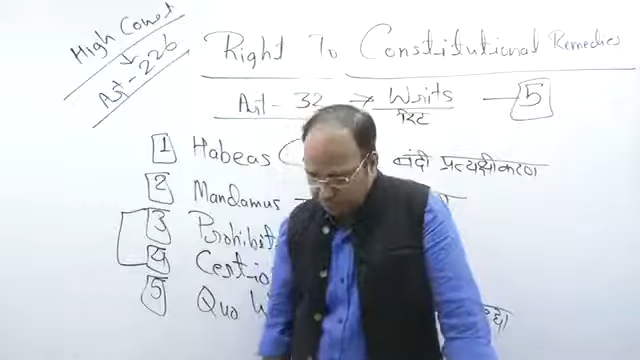 High Court
Art-226
Right To Constitutional Remedies
Art-32 → Writs — 5
रिट
1 Habeas C बंदी प्रत्यक्षीकरण
2 Mandamus
3 Prohibit
4 Certio
5 Quo W